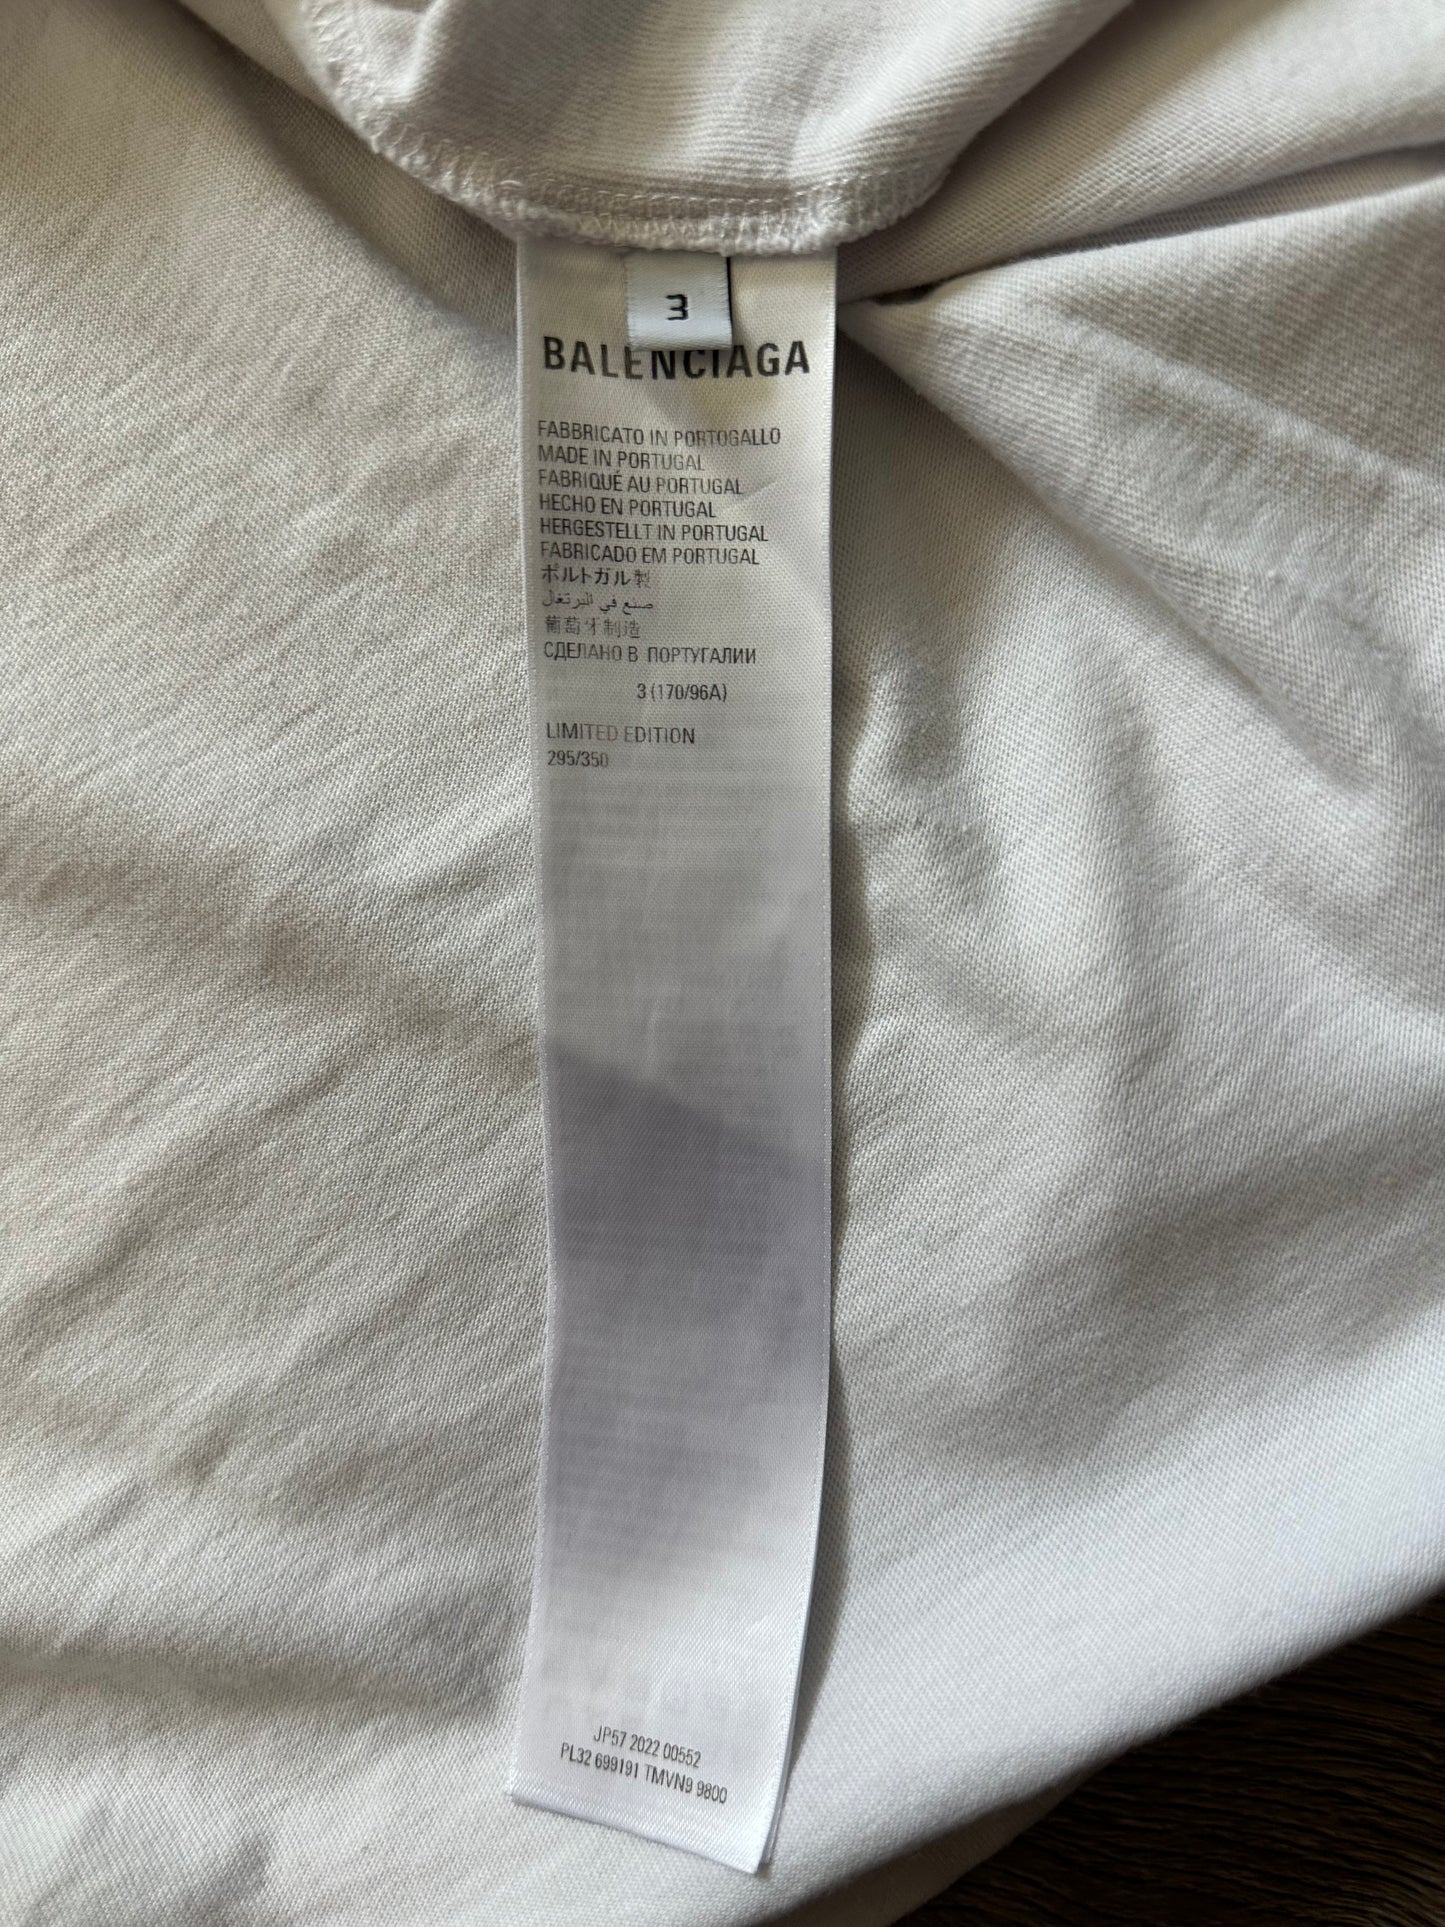 3
BALENCIAGA
FABBRICATO IN PORTOGALLO
MADE IN PORTUGAL
FABRIQUÉ AU PORTUGAL
HECHO EN PORTUGAL
HERGESTELLT IN PORTUGAL
FABRICADO EM PORTUGAL
ポルトガル製
صنع في البرتغال
葡萄牙制造
СДЕЛАНО В ПОРТУГАЛИИ
3 (170/96A)
LIMITED EDITION
295/350
JP57 2022 00552
PL32 699191 TMVN9 9800